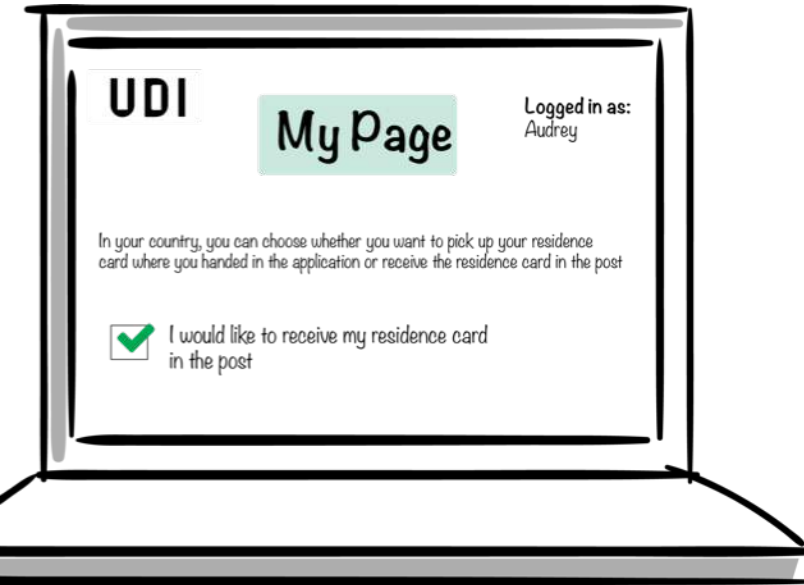 UDI
My Page
Logged in as:
Audrey
In your country, you can choose whether you want to pick up your residence
card where you handed in the application or receive the residence card in the post
I would like to receive my residence card
in the post